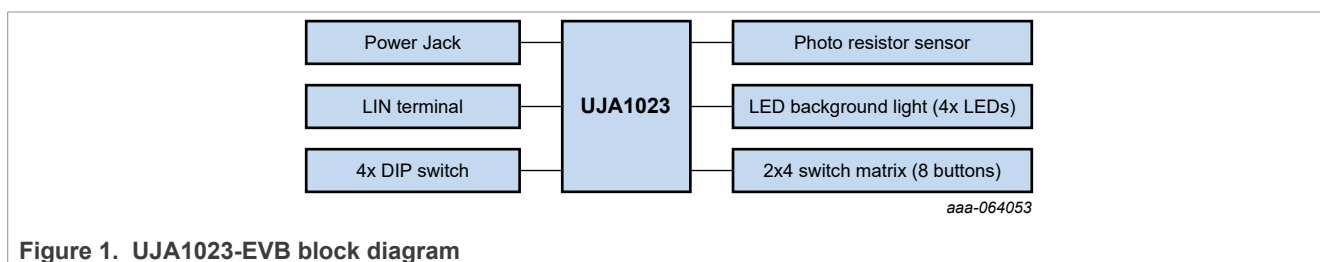 Power Jack
LIN terminal
4x DIP switch
UJA1023
Photo resistor sensor
LED background light (4x LEDs)
2x4 switch matrix (8 buttons)
aaa-064053
Figure 1. UJA1023-EVB block diagram